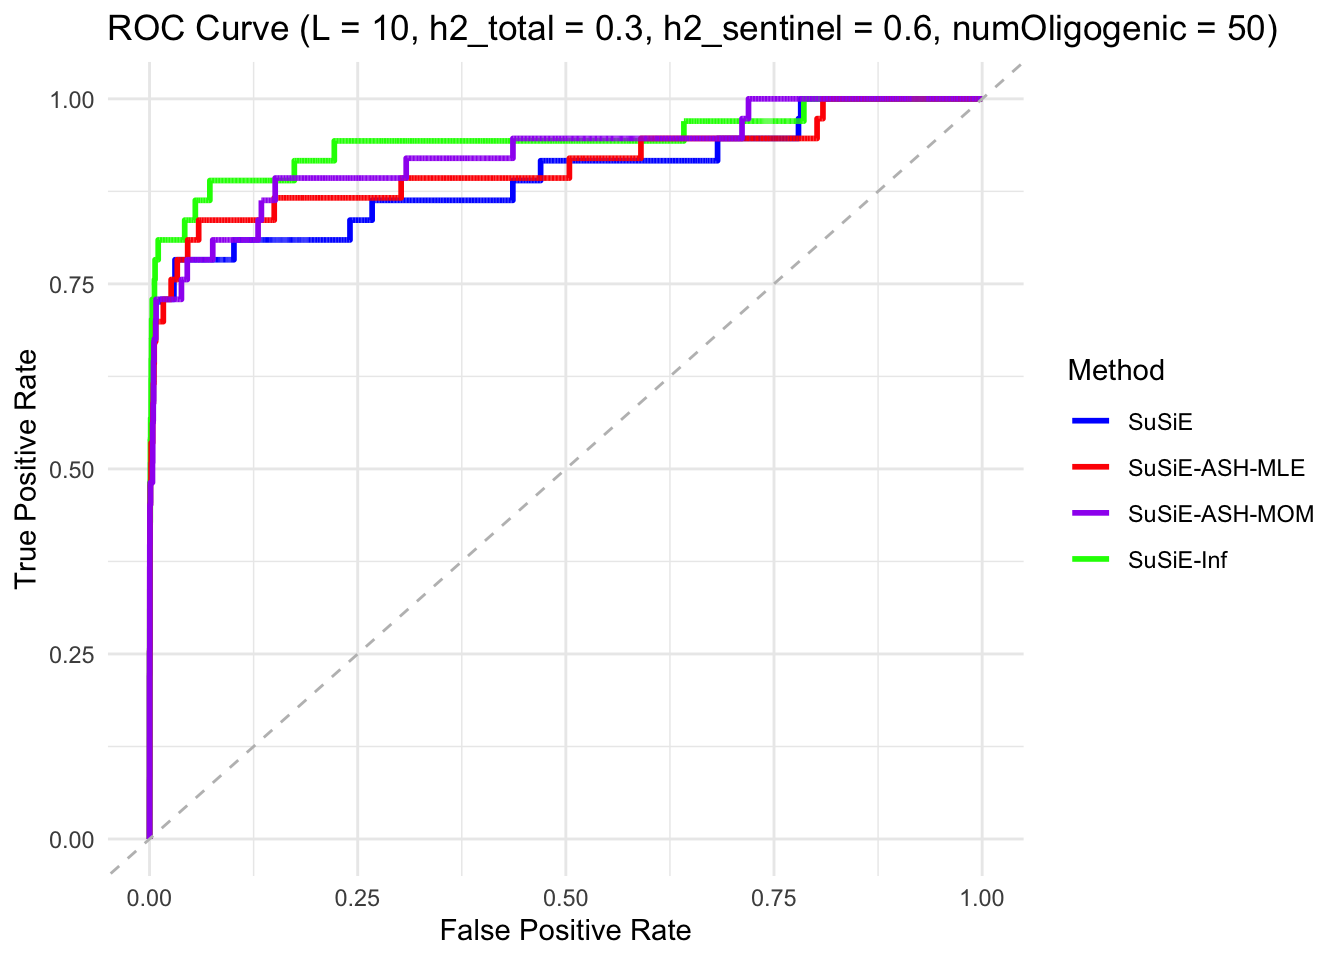 ROC Curve (L = 10, h2_total = 0.3, h2_sentinel = 0.6, numOligogenic = 50)
True Positive Rate
1.00
0.75
0.50
0.25
0.00
0.00 0.25 0.50 0.75 1.00
False Positive Rate
Method
SuSiE
SuSiE-ASH-MLE
SuSiE-ASH-MOM
SuSiE-Inf